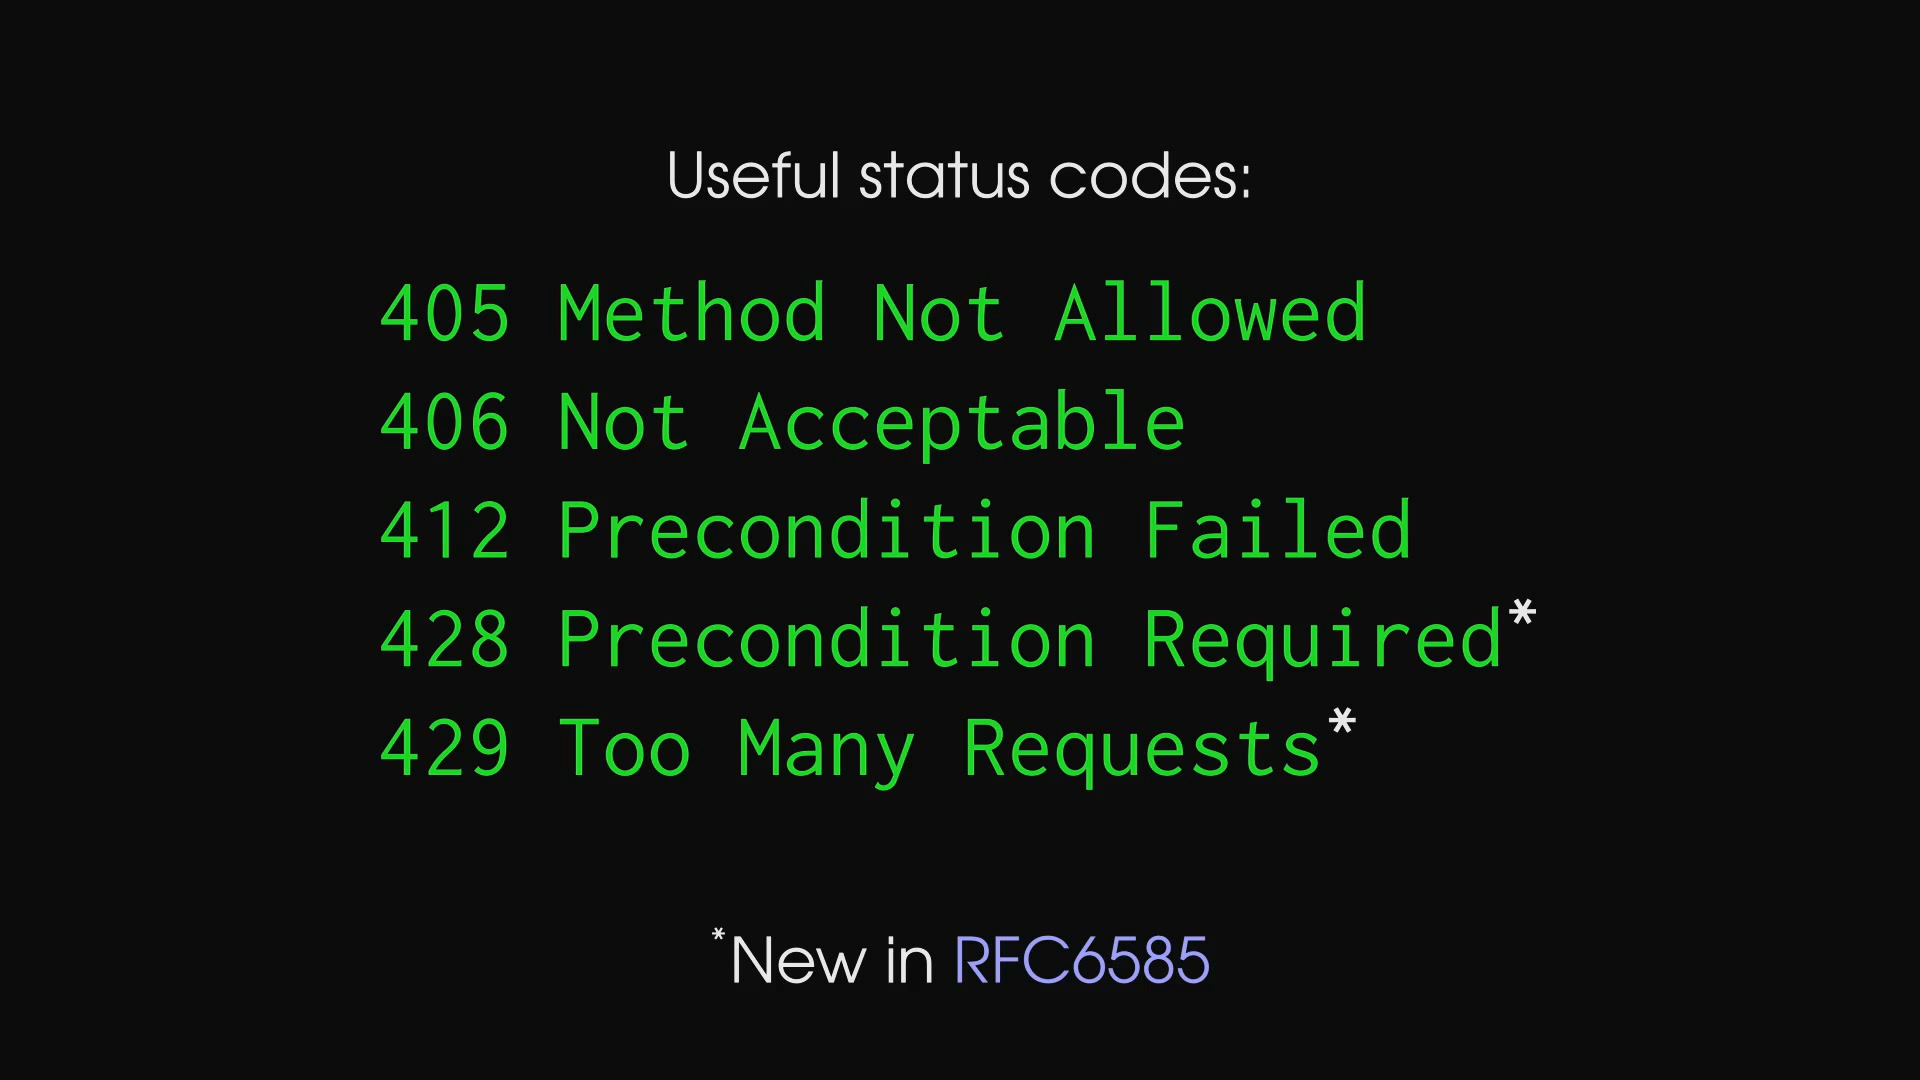 Useful status codes:
405 Method Not Allowed
406 Not Acceptable
412 Precondition Failed
428 Precondition Required*
429 Too Many Requests*
*New in RFC6585